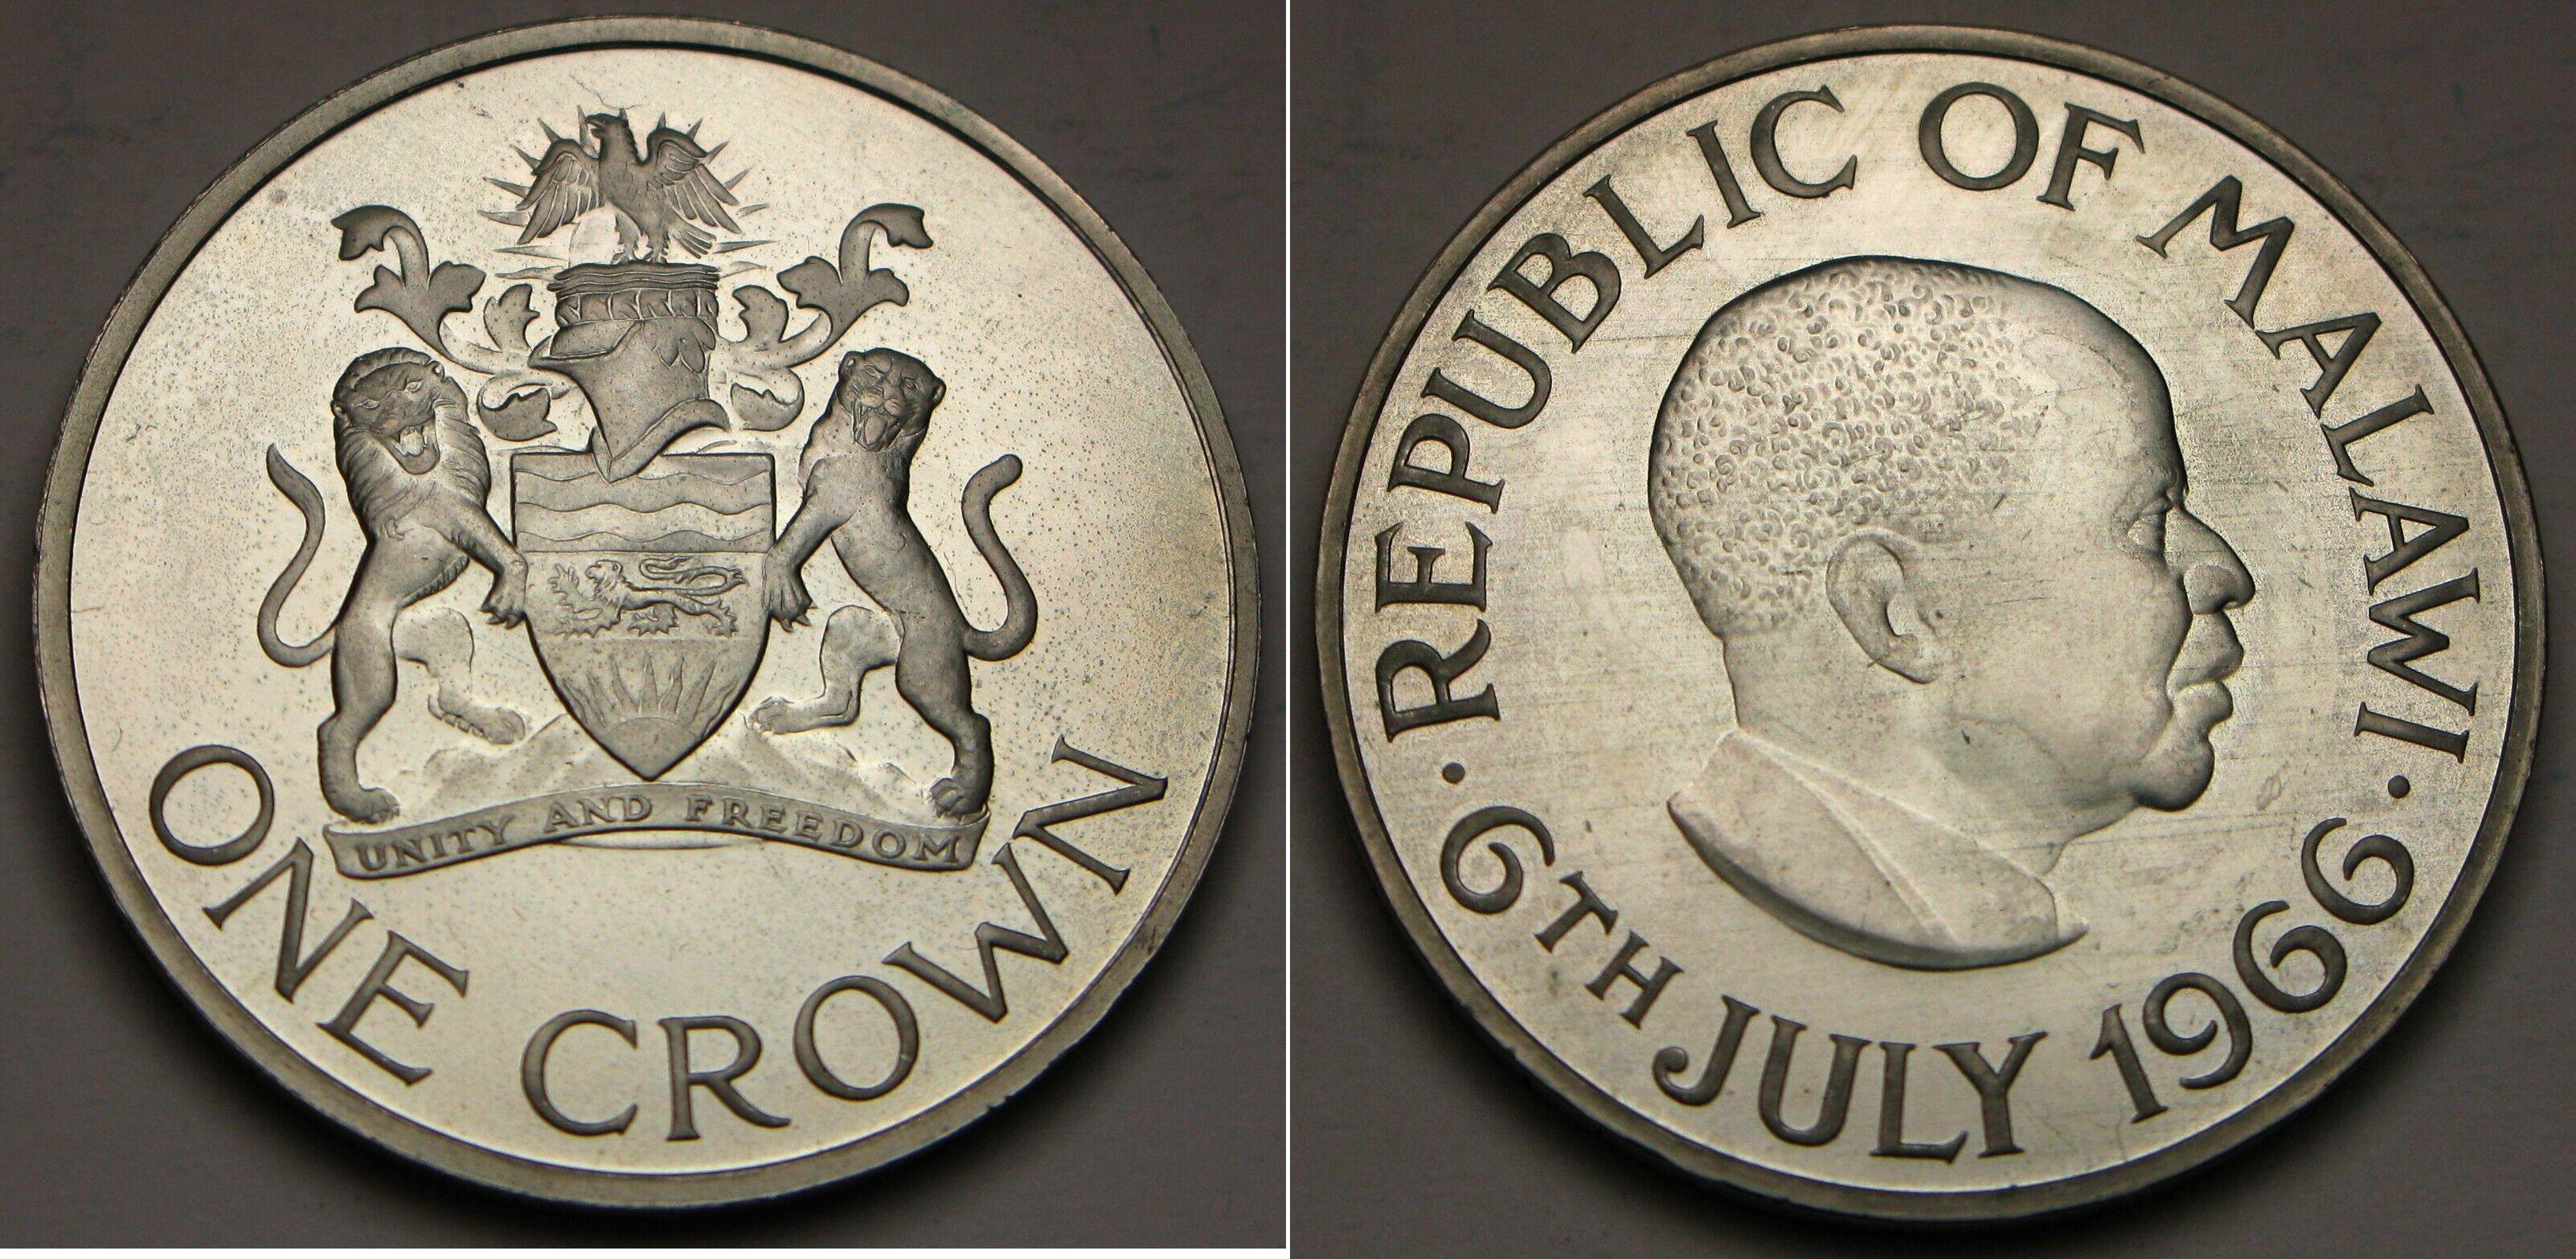 UNITY AND FREEDOM
ONE CROWN
REPUBLIC OF MALAWI
· 6TH JULY 1966 ·